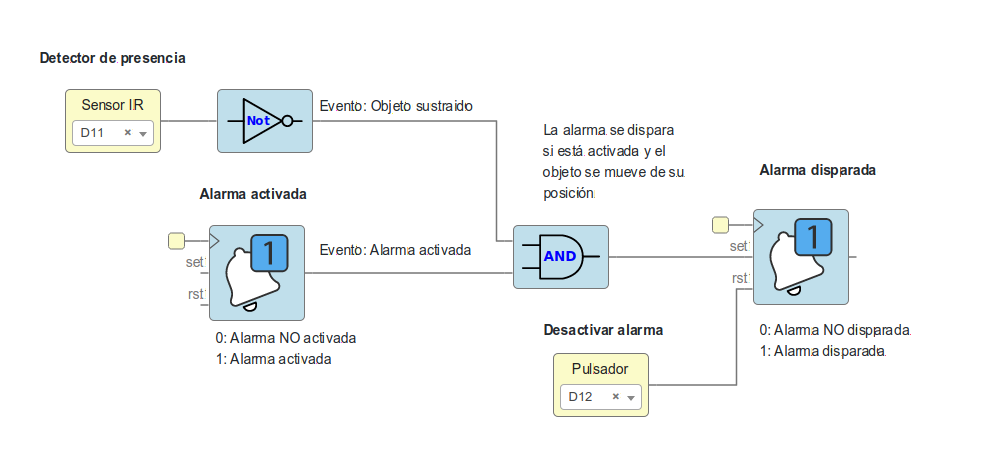 Detector de presencia
Sensor IR
D11
Not
Evento: Objeto sustraido
La alarma se dispara
si está activada y el
objeto se mueve de su
posición
Alarma activada
1
set
rst
Evento: Alarma activada
0: Alarma NO activada
1: Alarma activada
AND
Alarma disparada
1
set
rst
0: Alarma NO disparada
1: Alarma disparada
Desactivar alarma
Pulsador
D12